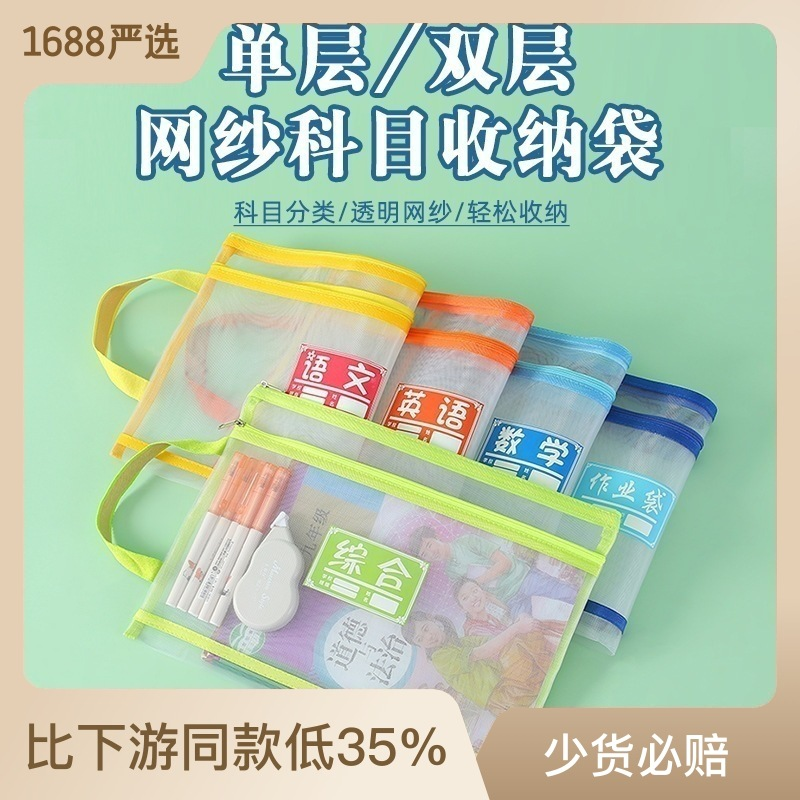 1688严选
单层/双层
网纱科目收纳袋
科目分类/透明网纱/轻松收纳
语文
英语
数学
作业袋
综合
九年级
道德与法治
比下游同款低35%
少货必赔